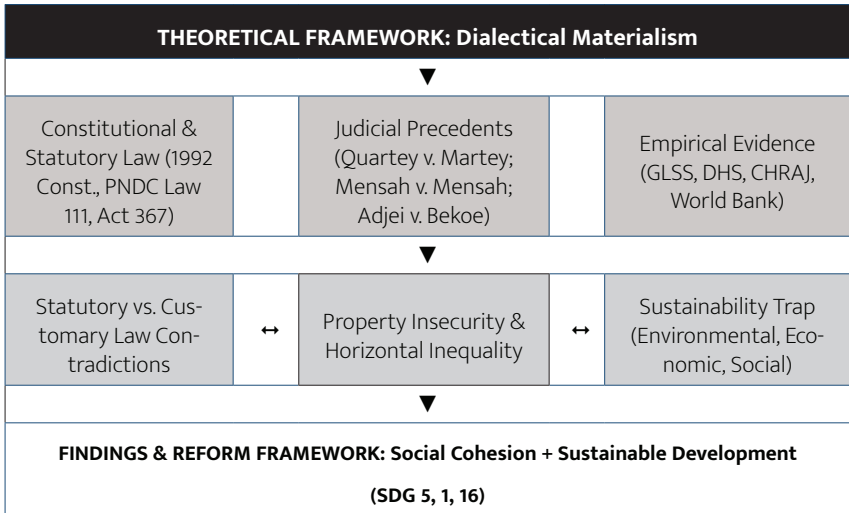 THEORETICAL FRAMEWORK: Dialectical Materialism
▼
Constitutional &
Statutory Law (1992
Const., PNDC Law
111, Act 367)
Judicial Precedents
(Quartey v. Martey;
Mensah v. Mensah;
Adjei v. Bekoe)
Empirical Evidence
(GLSS, DHS, CHRAJ,
World Bank)
▼
Statutory vs. Cus-
tomary Law Con-
tradictions
↔
Property Insecurity &
Horizontal Inequality
↔
Sustainability Trap
(Environmental, Eco-
nomic, Social)
▼
FINDINGS & REFORM FRAMEWORK: Social Cohesion + Sustainable Development
(SDG 5, 1, 16)